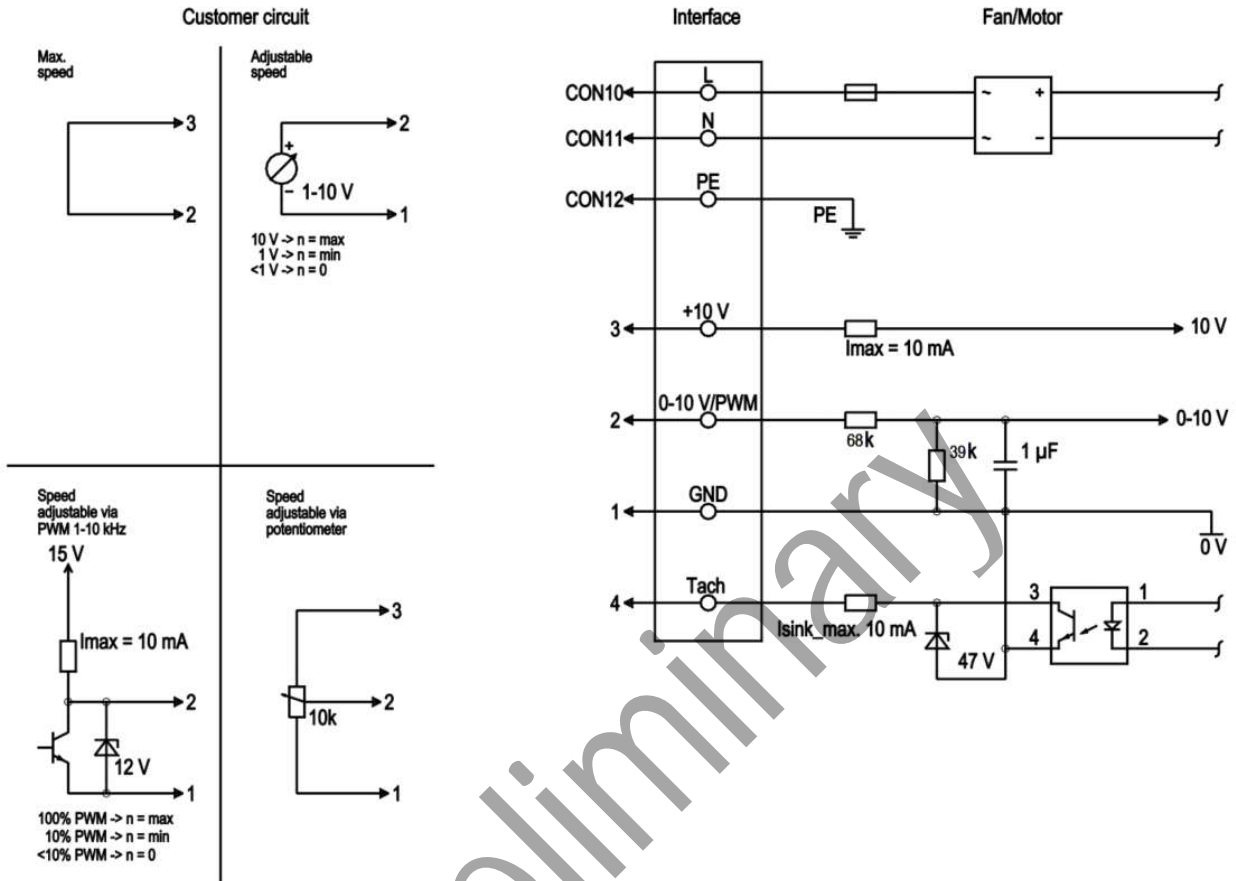 Customer circuit
Interface
Fan/Motor
Max.
speed
3
2
Adjustable
speed
2
+
- 1-10 V
1
10 V -> n = max
1 V -> n = min
<1 V -> n = 0
Speed
adjustable via
PWM 1-10 kHz
15 V
Imax = 10 mA
2
12 V
1
100% PWM -> n = max
10% PWM -> n = min
<10% PWM -> n = 0
Speed
adjustable via
potentiometer
3
2
10k
1
CON10
L
~ +
CON11
N
~ -
CON12
PE
PE
3
+10 V
Imax = 10 mA
10 V
2
0-10 V/PWM
68k
39k
1 µF
0-10 V
1
GND
0 V
4
Tach
Isink_max. 10 mA
47 V
3
1
4
2
Preliminary